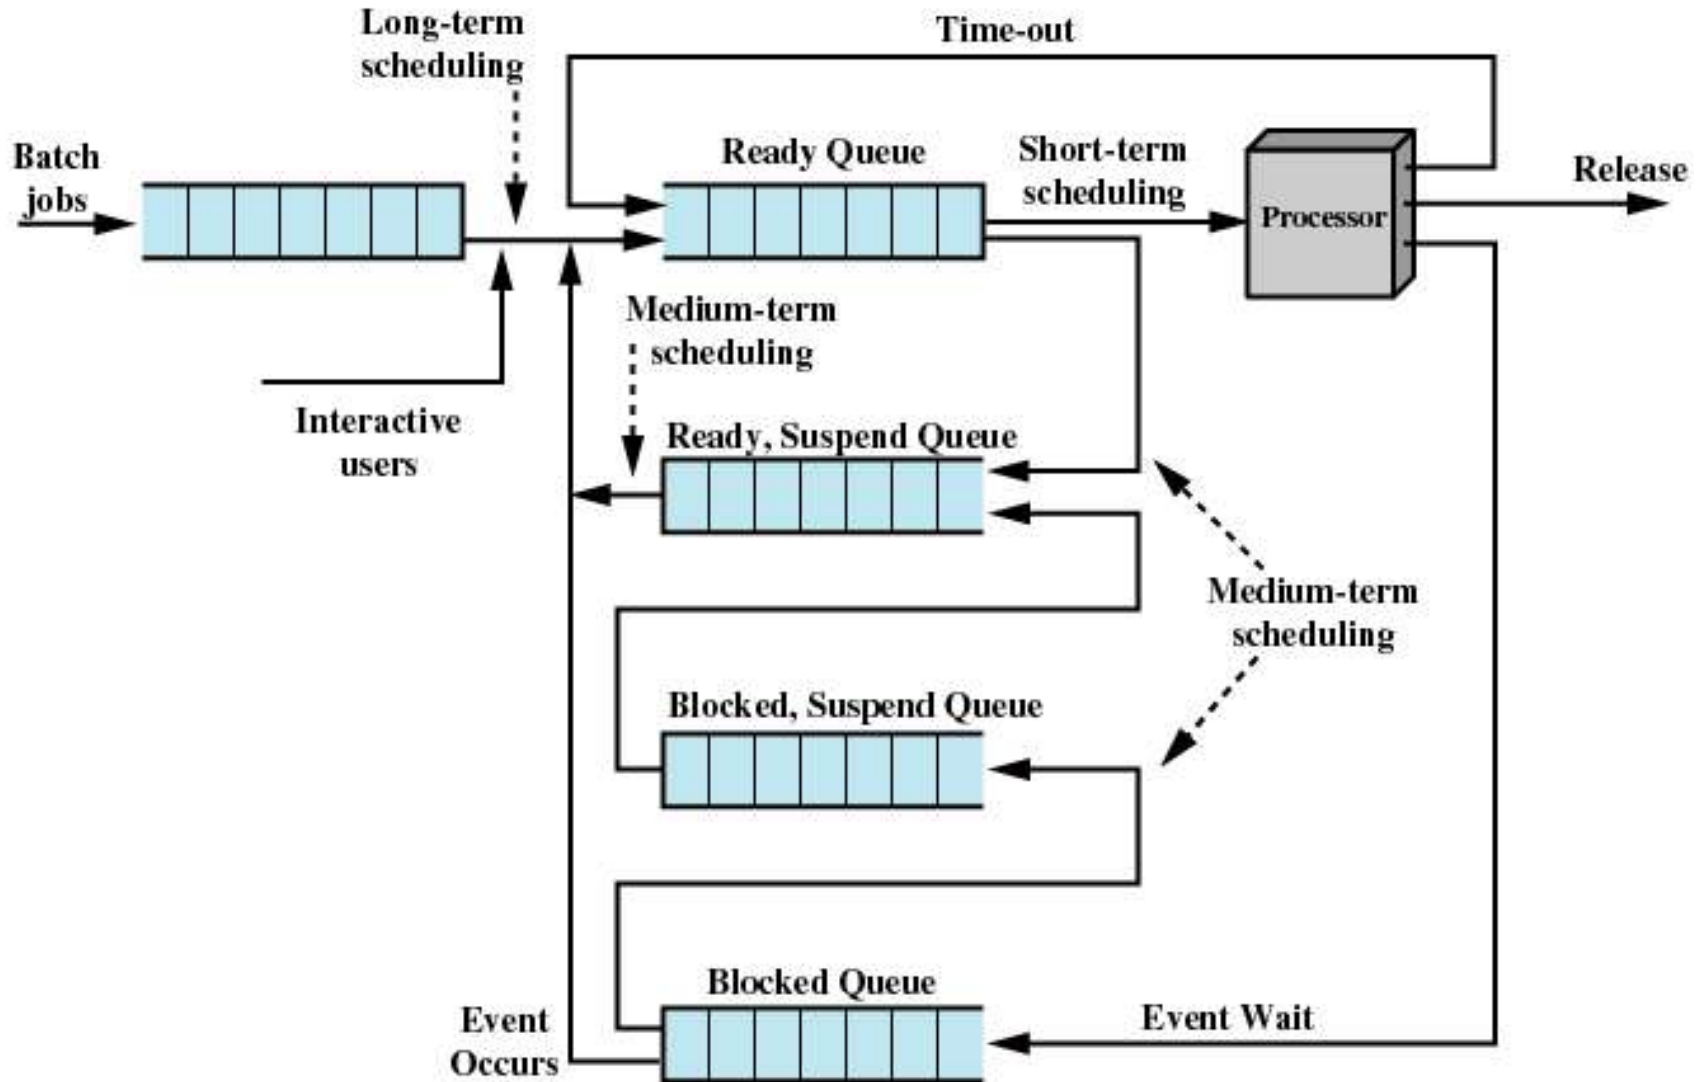 Long-term
scheduling
Time-out
Batch
jobs
Ready Queue
Short-term
scheduling
Processor
Release
Medium-term
scheduling
Interactive
users
Ready, Suspend Queue
Medium-term
scheduling
Blocked, Suspend Queue
Blocked Queue
Event
Occurs
Event Wait